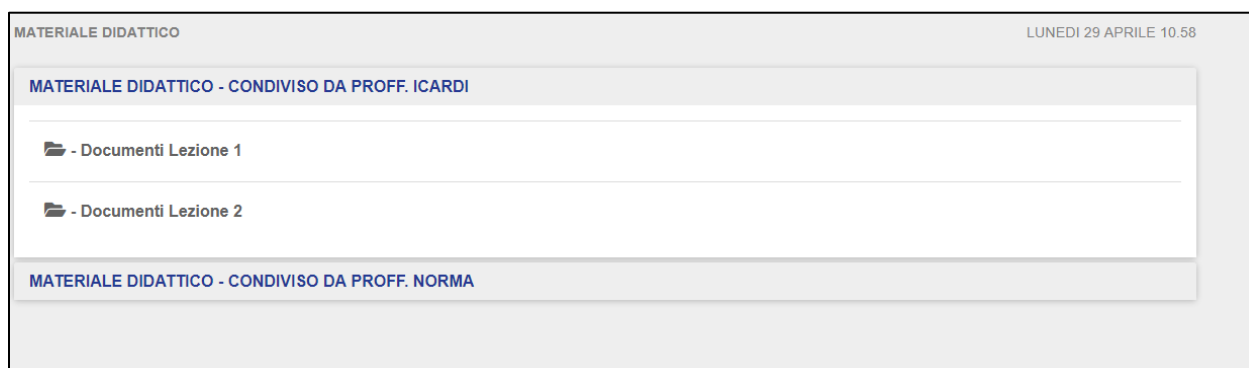 MATERIALE DIDATTICO
LUNEDI 29 APRILE 10.58
MATERIALE DIDATTICO - CONDIVISO DA PROFF. ICARDI
- Documenti Lezione 1
- Documenti Lezione 2
MATERIALE DIDATTICO - CONDIVISO DA PROFF. NORMA